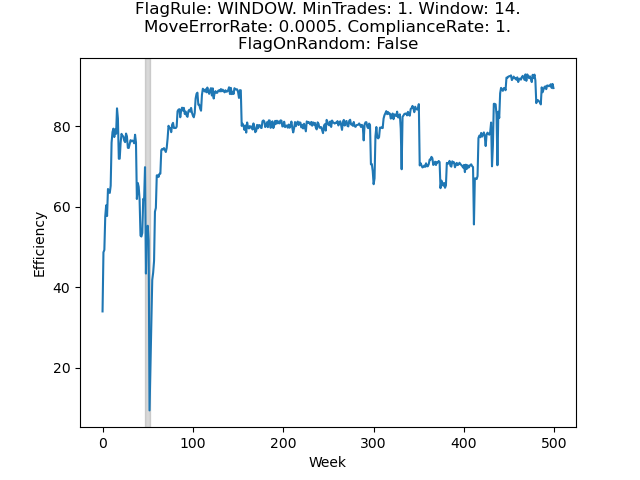 FlagRule: WINDOW. MinTrades: 1. Window: 14.
MoveErrorRate: 0.0005. ComplianceRate: 1.
FlagOnRandom: False
80
60
40
20
Efficiency
0 100 200 300 400 500
Week